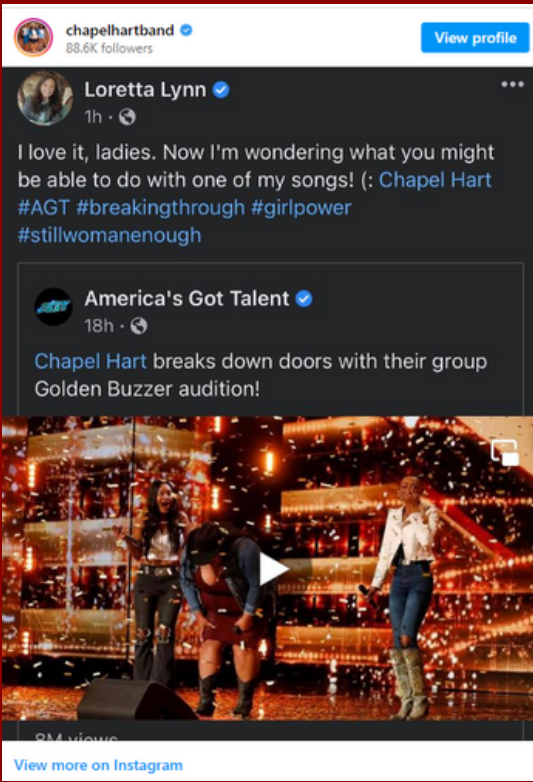 chapelhartband
88.6K followers
View profile
Loretta Lynn
1h ·
I love it, ladies. Now I'm wondering what you might
be able to do with one of my songs! (: Chapel Hart
#AGT #breakingthrough #girlpower
#stillwomanenough
America's Got Talent
18h ·
Chapel Hart breaks down doors with their group
Golden Buzzer audition!
8M views
View more on Instagram